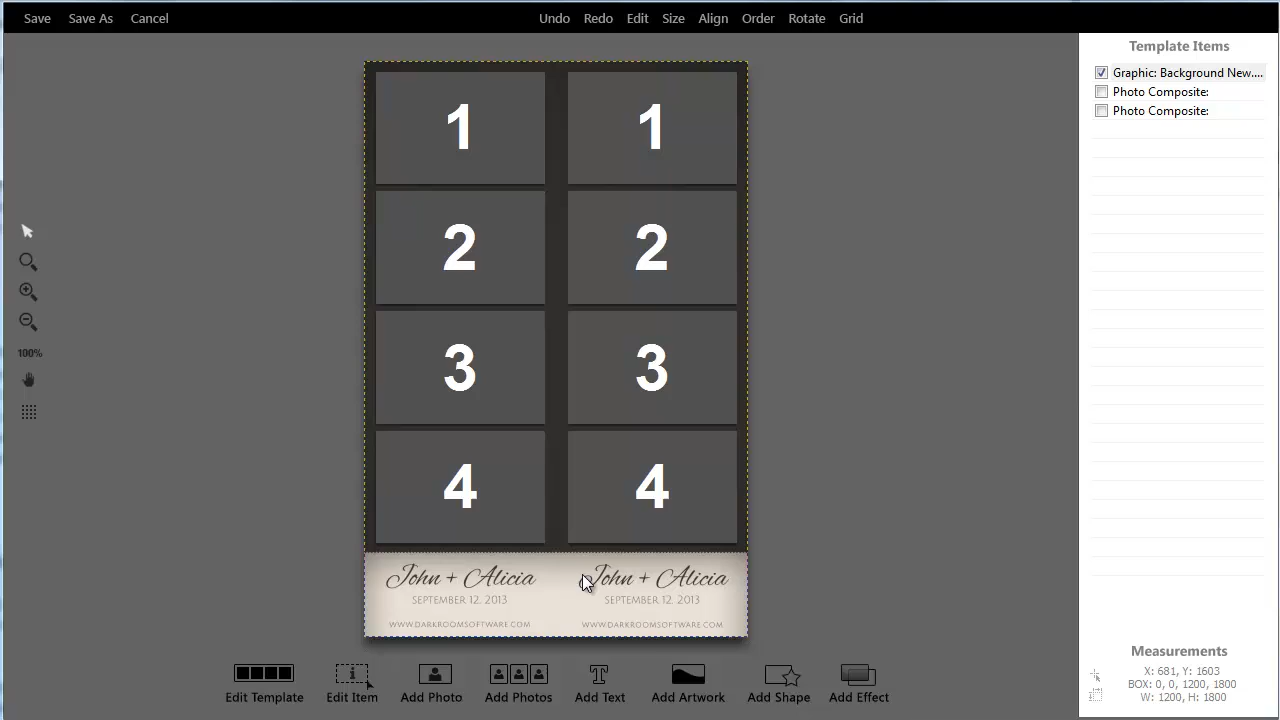 Save Save As Cancel Undo Redo Edit Size Align Order Rotate Grid
Template Items
Graphic: Background New....
Photo Composite:
Photo Composite:
1 1
2 2
3 3
100%
4 4
John + Alicia John + Alicia
SEPTEMBER 12, 2013 SEPTEMBER 12, 2013
WWW.DARKROOMSOFTWARE.COM WWW.DARKROOMSOFTWARE.COM
Edit Template Edit Item Add Photo Add Photos Add Text Add Artwork Add Shape Add Effect
Measurements
X: 681, Y: 1603
BOX: 0, 0, 1200, 1800
W: 1200, H: 1800